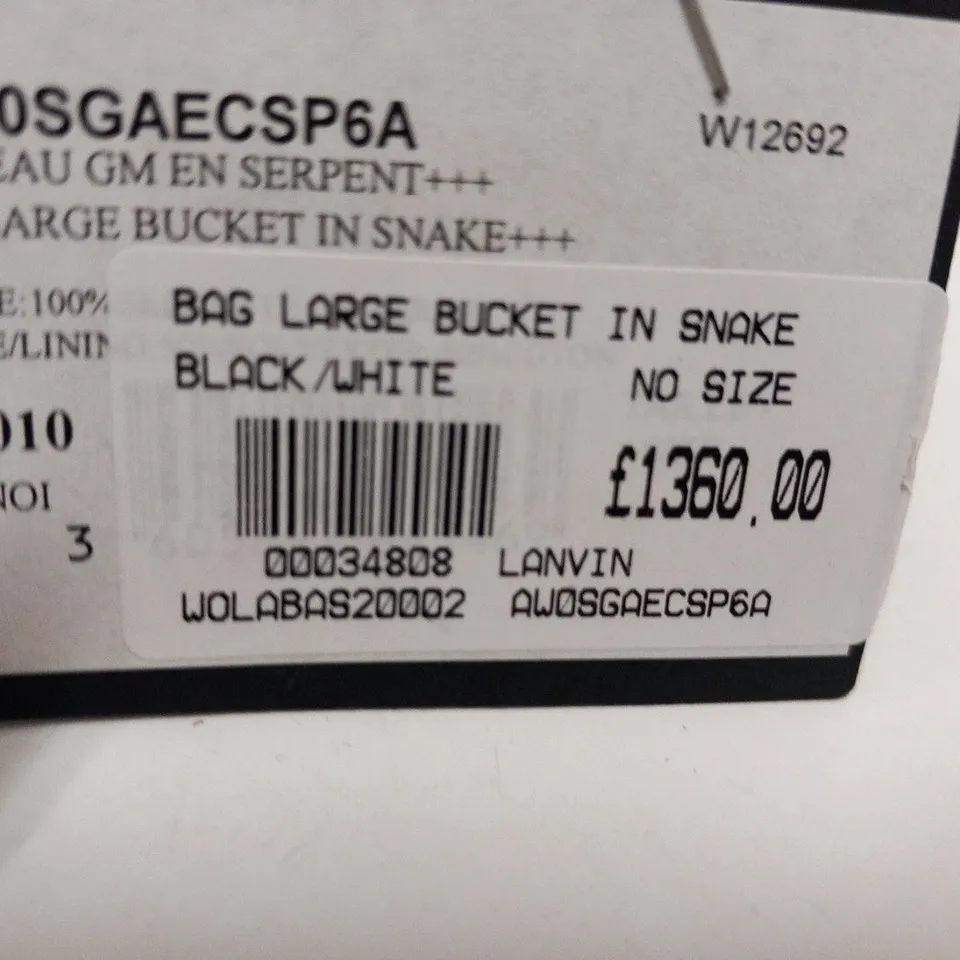 0SGAECSP6A
W12692
EAU GM EN SERPENT+++
ARGE BUCKET IN SNAKE+++
E:100%
E/LININ
010
NOI
3
BAG LARGE BUCKET IN SNAKE
BLACK/WHITE NO SIZE
£1360.00
00034808 LANVIN
WOLABAS20002 AW0SGAECSP6A